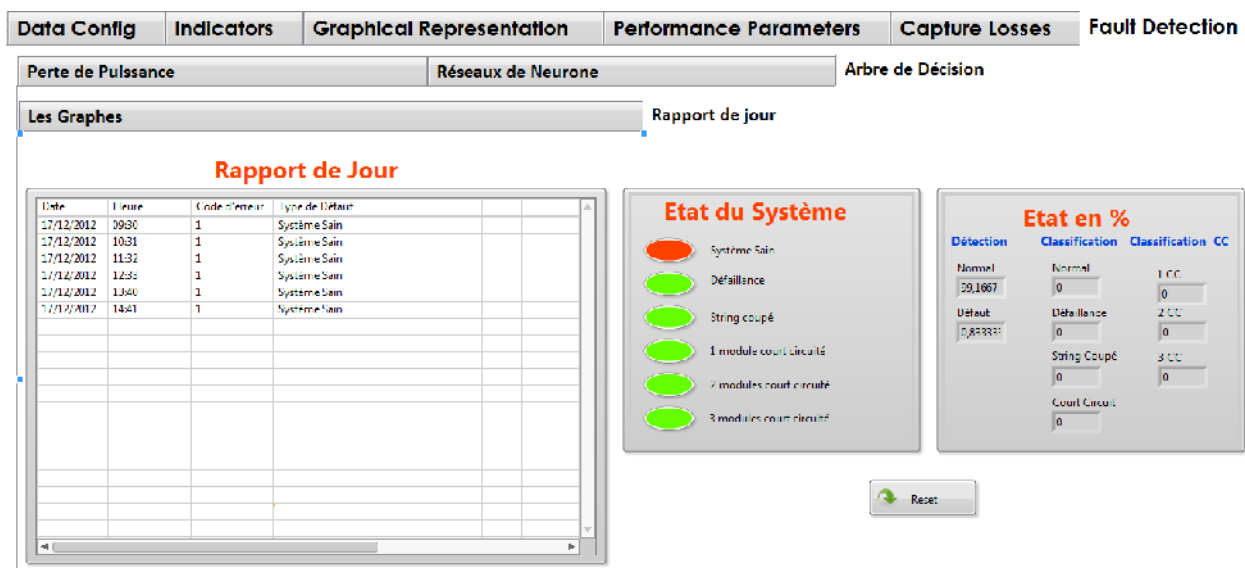 Data Config Indicators Graphical Representation Performance Parameters Capture Losses Fault Detection
Perte de Puissance Réseaux de Neurone Arbre de Décision
Les Graphes Rapport de jour
Rapport de Jour
Date Heure Code d'erreur Type de Défaut
17/12/2012 09:30 1 Système Sain
17/12/2012 10:31 1 Système Sain
17/12/2012 11:32 1 Système Sain
17/12/2012 12:33 1 Système Sain
17/12/2012 13:40 1 Système Sain
17/12/2012 14:41 1 Système Sain
Etat du Système
Système Sain
Défaillance
String coupé
1 module court circuité
2 modules court circuité
3 modules court circuité
Etat en %
Détection Classification Classification CC
Normal Normal 1 CC
99,1667 0 0
Défaut Défaillance 2 CC
0,83333 0 0
String Coupé 3 CC
0 0
Court Circuit
0
Reset